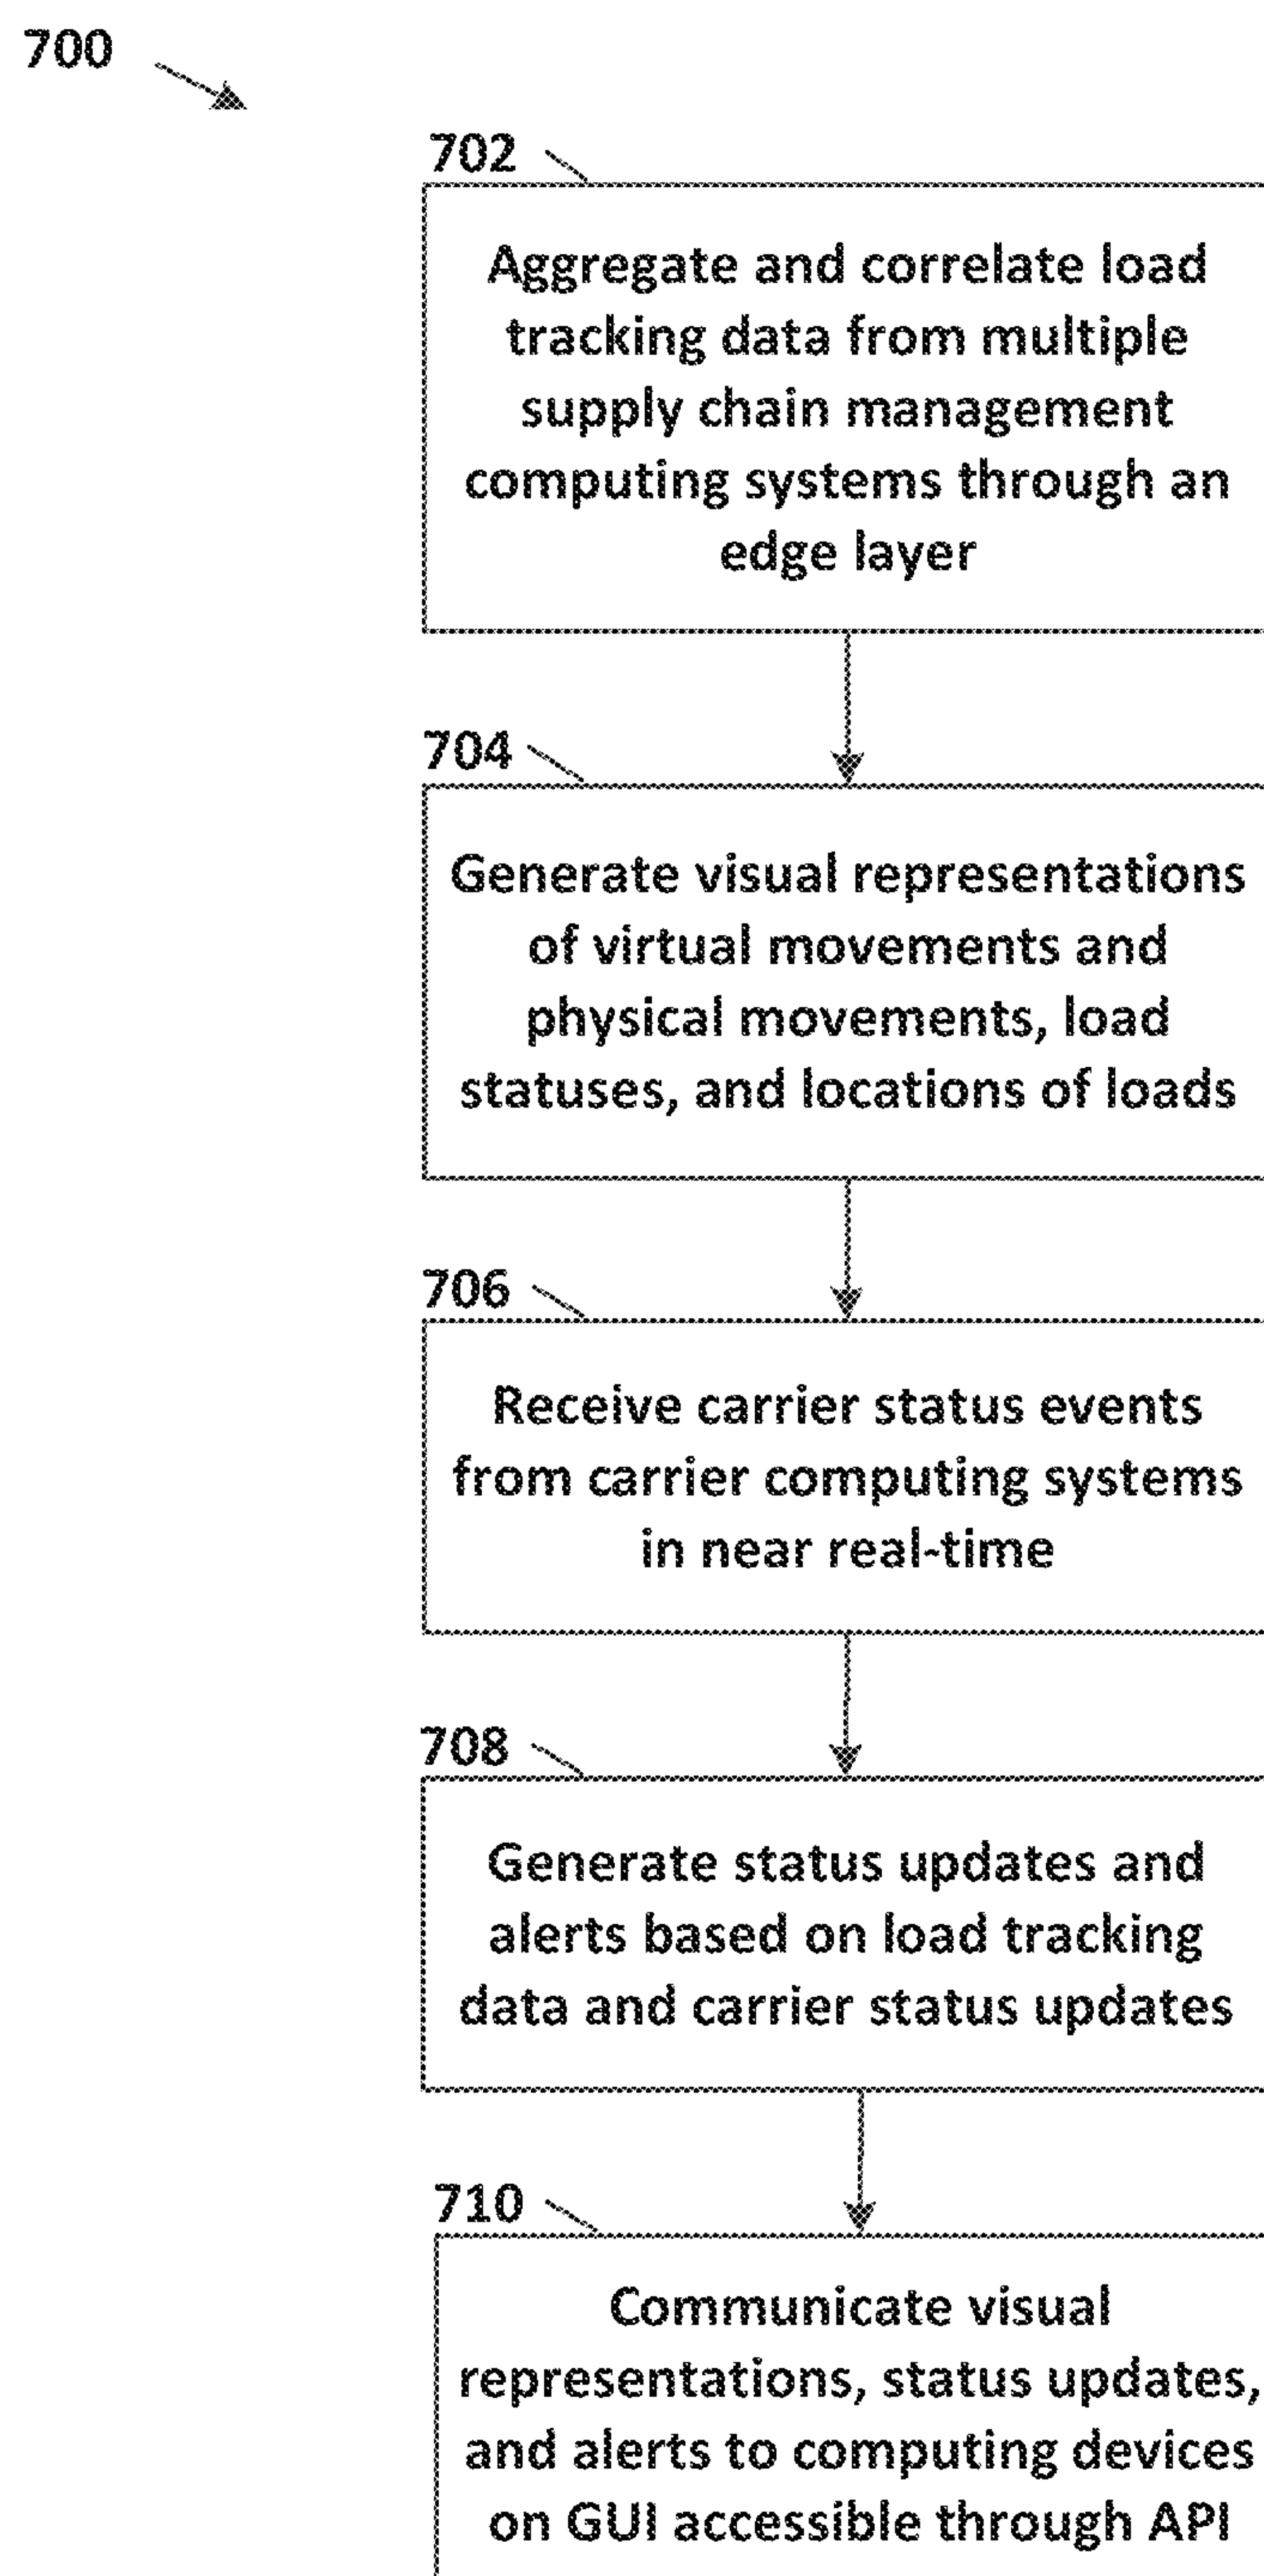 700
702
Aggregate and correlate load
tracking data from multiple
supply chain management
computing systems through an
edge layer
704
Generate visual representations
of virtual movements and
physical movements, load
statuses, and locations of loads
706
Receive carrier status events
from carrier computing systems
in near real-time
708
Generate status updates and
alerts based on load tracking
data and carrier status updates
710
Communicate visual
representations, status updates,
and alerts to computing devices
on GUI accessible through API